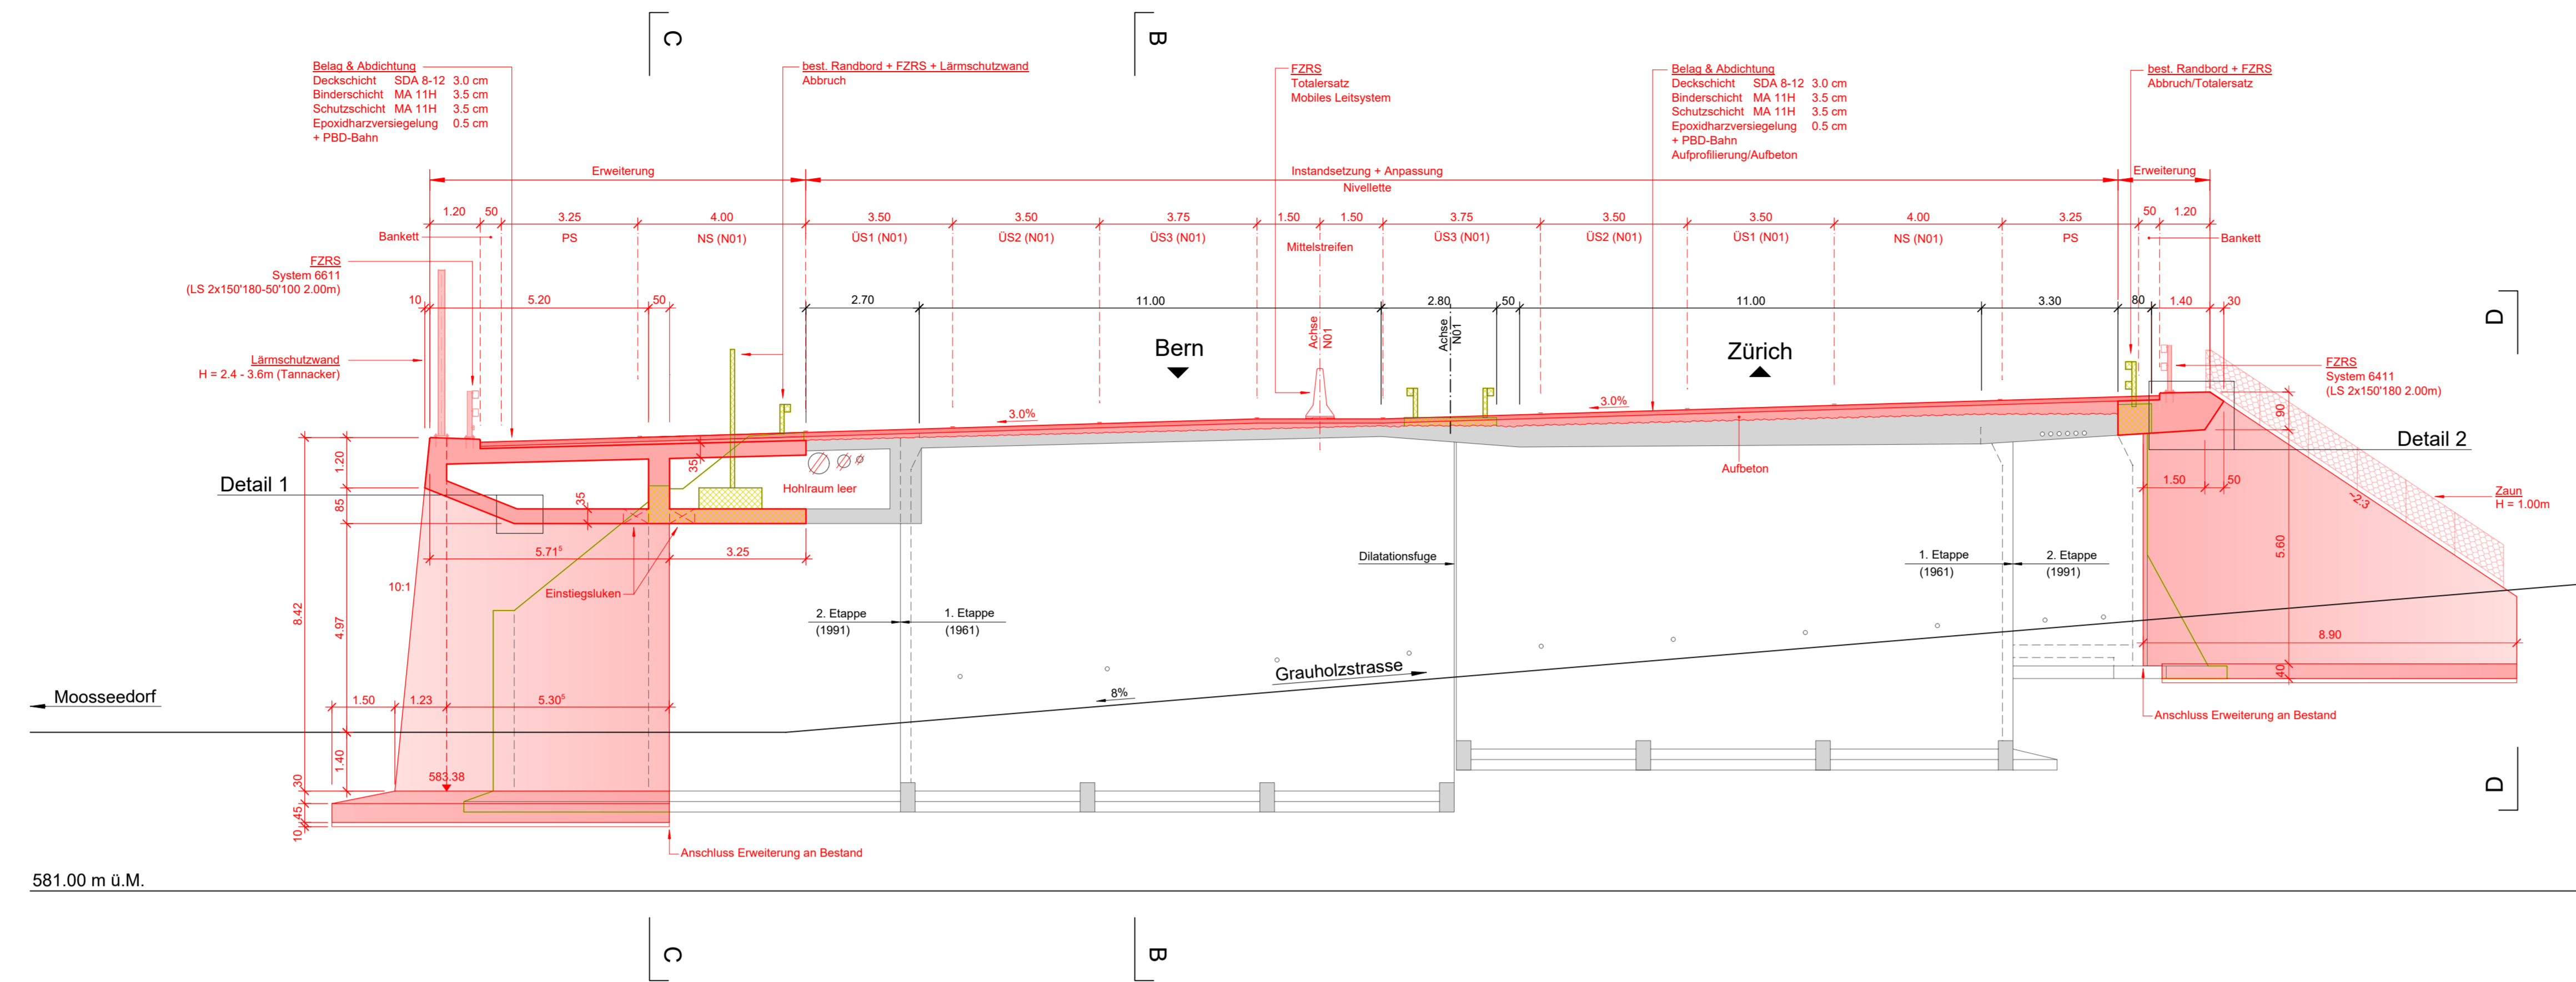 C
B
Belag & Abdichtung
Deckschicht SDA 8-12 3.0 cm
Binderschicht MA 11H 3.5 cm
Schutzschicht MA 11H 3.5 cm
Epoxidharzversiegelung 0.5 cm
+ PBD-Bahn
best. Randbord + FZRS + Lärmschutzwand
Abbruch
FZRS
Totalersatz
Mobiles Leitsystem
Belag & Abdichtung
Deckschicht SDA 8-12 3.0 cm
Binderschicht MA 11H 3.5 cm
Schutzschicht MA 11H 3.5 cm
Epoxidharzversiegelung 0.5 cm
+ PBD-Bahn
Aufprofilierung/Aufbeton
best. Randbord + FZRS
Abbruch/Totalersatz
Erweiterung
Instandsetzung + Anpassung
Nivellette
Erweiterung
1.20 50 3.25 4.00 3.50 3.50 3.75 1.50 1.50 3.75 3.50 3.50 4.00 3.25 50 1.20
Bankett PS NS (N01) ÜS1 (N01) ÜS2 (N01) ÜS3 (N01) Mittelstreifen ÜS3 (N01) ÜS2 (N01) ÜS1 (N01) NS (N01) PS Bankett
FZRS
System 6611
(LS 2x150'180-50'100 2.00m)
10 5.20 50 2.70 11.00 2.80 50 11.00 3.30 80 1.40 30
Achse
N01
Achse
N01
D
Bern
Zürich
Lärmschutzwand
H = 2.4 - 3.6m (Tannacker)
FZRS
System 6411
(LS 2x150'180 2.00m)
3.0%
3.0%
90
Detail 2
1.20
35
Hohlraum leer
Aufbeton
Detail 1
85
35
1.50 50
~2:3
Zaun
H = 1.00m
5.71⁵ 3.25
Dilatationsfuge
1. Etappe
(1961)
2. Etappe
(1991)
5.60
10:1
Einstiegsluken
2. Etappe
(1991)
1. Etappe
(1961)
8.42
4.97
8.90
Grauholzstrasse
8%
40
Moosseedorf
1.50 1.23 5.30⁵
Anschluss Erweiterung an Bestand
1.40
583.38
30
45
10
D
Anschluss Erweiterung an Bestand
581.00 m ü.M.
C
B